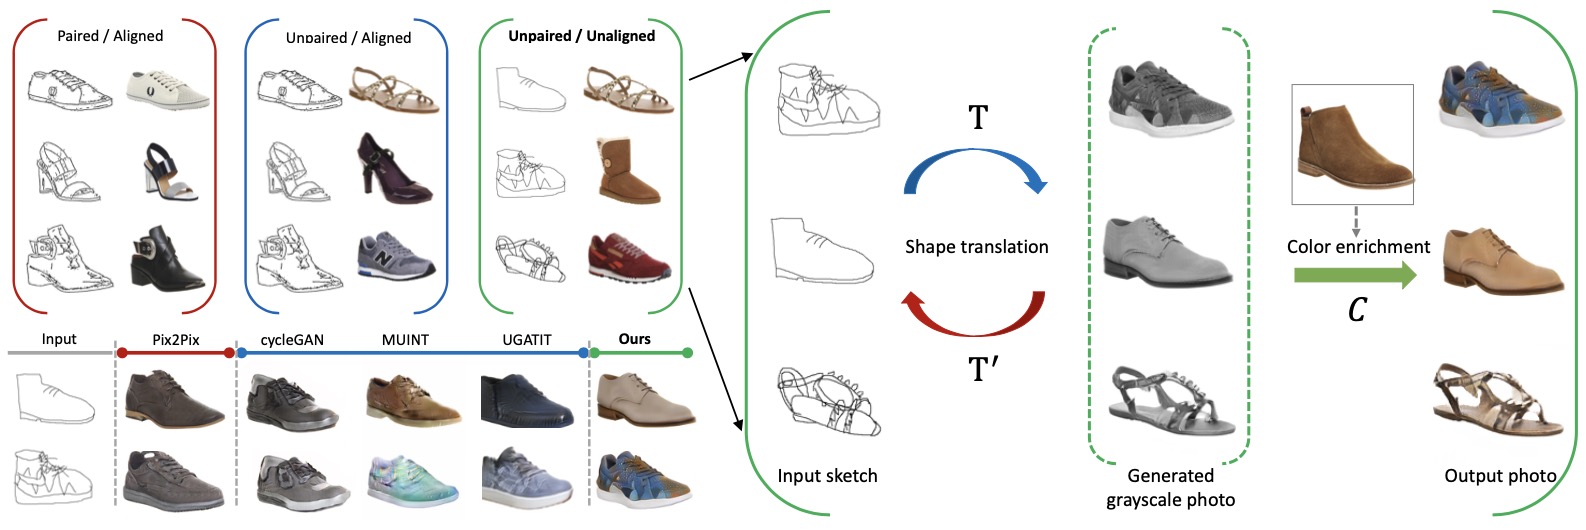 Paired / Aligned
Unpaired / Aligned
Unpaired / Unaligned
Input
Pix2Pix
cycleGAN
MUINT
UGATIT
Ours
T
Shape translation
T′
Input sketch
Generated
grayscale photo
Color enrichment
C
Output photo
N